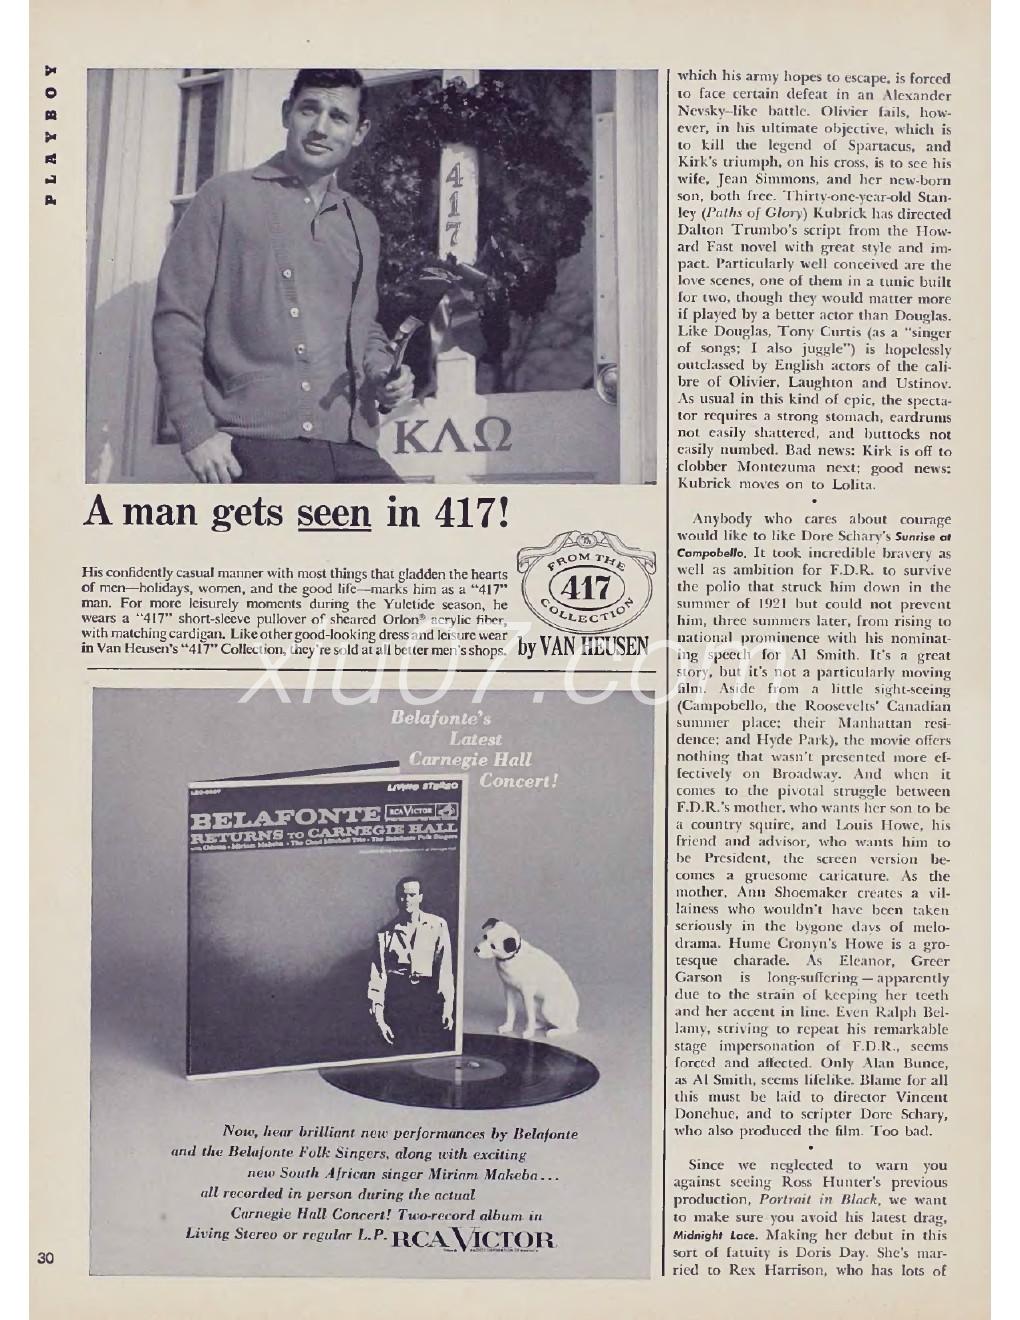 PLAYBOY
417
ΚΛΩ
A man gets seen in 417!
His confidently casual manner with most things that gladden the hearts
of men—holidays, women, and the good life—marks him as a "417"
man. For more leisurely moments during the Yuletide season, he
wears a "417" short-sleeve pullover of sheared Orlon® acrylic fiber,
with matching cardigan. Like other good-looking dress and leisure wear
in Van Heusen's "417" Collection, they're sold at all better men's shops.
FROM THE
417
COLLECTION
by VAN HEUSEN
xiu07.com
Belafonte's
Latest
Carnegie Hall
Concert!
LIVING STEREO
BELAFONTE RCA VICTOR
RETURNS TO CARNEGIE HALL
with Odetta • Miriam Makeba • The Chad Mitchell Trio • The Belafonte Folk Singers
Now, hear brilliant new performances by Belafonte
and the Belafonte Folk Singers, along with exciting
new South African singer Miriam Makeba...
all recorded in person during the actual
Carnegie Hall Concert! Two-record album in
Living Stereo or regular L.P. RCA VICTOR
30
which his army hopes to escape, is forced
to face certain defeat in an Alexander
Nevsky–like battle. Olivier fails, how-
ever, in his ultimate objective, which is
to kill the legend of Spartacus, and
Kirk's triumph, on his cross, is to see his
wife, Jean Simmons, and her new-born
son, both free. Thirty-one-year-old Stan-
ley (Paths of Glory) Kubrick has directed
Dalton Trumbo's script from the How-
ard Fast novel with great style and im-
pact. Particularly well conceived are the
love scenes, one of them in a tunic built
for two, though they would matter more
if played by a better actor than Douglas.
Like Douglas, Tony Curtis (as a "singer
of songs; I also juggle") is hopelessly
outclassed by English actors of the cali-
bre of Olivier, Laughton and Ustinov.
As usual in this kind of epic, the specta-
tor requires a strong stomach, eardrums
not easily shattered, and buttocks not
easily numbed. Bad news: Kirk is off to
clobber Montezuma next; good news:
Kubrick moves on to Lolita.
•
Anybody who cares about courage
would like to like Dore Schary's Sunrise at
Campobello. It took incredible bravery as
well as ambition for F.D.R. to survive
the polio that struck him down in the
summer of 1921 but could not prevent
him, three summers later, from rising to
national prominence with his nominat-
ing speech for Al Smith. It's a great
story, but it's not a particularly moving
film. Aside from a little sight-seeing
(Campobello, the Roosevelts' Canadian
summer place; their Manhattan resi-
dence; and Hyde Park), the movie offers
nothing that wasn't presented more ef-
fectively on Broadway. And when it
comes to the pivotal struggle between
F.D.R.'s mother, who wants her son to be
a country squire, and Louis Howe, his
friend and advisor, who wants him to
be President, the screen version be-
comes a gruesome caricature. As the
mother, Ann Shoemaker creates a vil-
lainess who wouldn't have been taken
seriously in the bygone days of melo-
drama. Hume Cronyn's Howe is a gro-
tesque charade. As Eleanor, Greer
Garson is long-suffering — apparently
due to the strain of keeping her teeth
and her accent in line. Even Ralph Bel-
lamy, striving to repeat his remarkable
stage impersonation of F.D.R., seems
forced and affected. Only Alan Bunce,
as Al Smith, seems lifelike. Blame for all
this must be laid to director Vincent
Donehue, and to scripter Dore Schary,
who also produced the film. Too bad.
•
Since we neglected to warn you
against seeing Ross Hunter's previous
production, Portrait in Black, we want
to make sure you avoid his latest drag,
Midnight Lace. Making her debut in this
sort of fatuity is Doris Day. She's mar-
ried to Rex Harrison, who has lots of